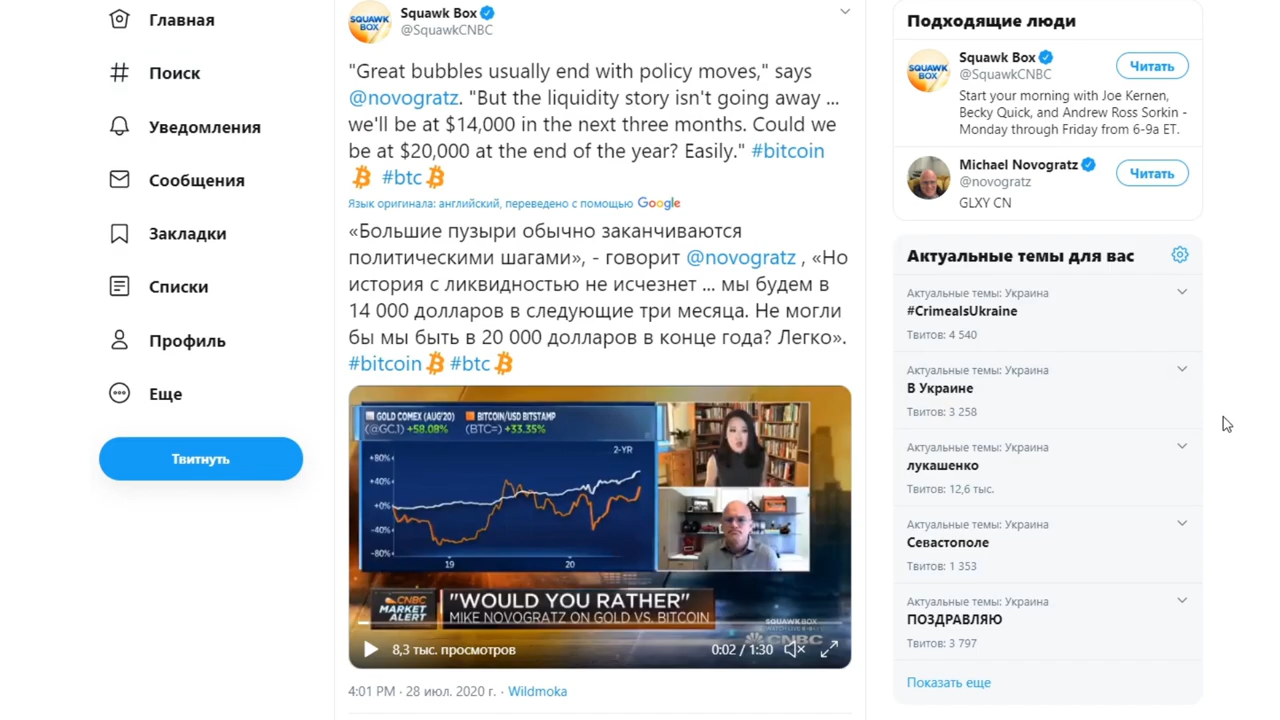 Главная
Поиск
Уведомления
Сообщения
Закладки
Списки
Профиль
Еще
Твитнуть
SQUAWK
BOX
Squawk Box
@SquawkCNBC
"Great bubbles usually end with policy moves," says
@novogratz. "But the liquidity story isn't going away ...
we'll be at $14,000 in the next three months. Could we
be at $20,000 at the end of the year? Easily." #bitcoin
#btc
Язык оригинала: английский, переведено с помощью Google
«Большие пузыри обычно заканчиваются
политическими шагами», - говорит @novogratz , «Но
история с ликвидностью не исчезнет ... мы будем в
14 000 долларов в следующие три месяца. Не могли
бы мы быть в 20 000 долларов в конце года? Легко».
#bitcoin #btc
GOLD COMEX (AUG'20) BITCOIN/USD BITSTAMP
(@GC.1) +58.08% (BTC=) +33.35%
2-YR
+80%
+40%
+0%
-40%
-80%
19 20
CNBC
MARKET
ALERT
"WOULD YOU RATHER"
MIKE NOVOGRATZ ON GOLD VS. BITCOIN
SQUAWK BOX
CNBC
8,3 тыс. просмотров
0:02 / 1:30
4:01 PM · 28 июл. 2020 г. · Wildmoka
Подходящие люди
SQUAWK
BOX
Squawk Box
@SquawkCNBC
Читать
Start your morning with Joe Kernen,
Becky Quick, and Andrew Ross Sorkin -
Monday through Friday from 6-9a ET.
Michael Novogratz
@novogratz
Читать
GLXY CN
Актуальные темы для вас
Актуальные темы: Украина
#CrimeaIsUkraine
Твитов: 4 540
Актуальные темы: Украина
В Украине
Твитов: 3 258
Актуальные темы: Украина
лукашенко
Твитов: 12,6 тыс.
Актуальные темы: Украина
Севастополе
Твитов: 1 353
Актуальные темы: Украина
ПОЗДРАВЛЯЮ
Твитов: 3 797
Показать еще